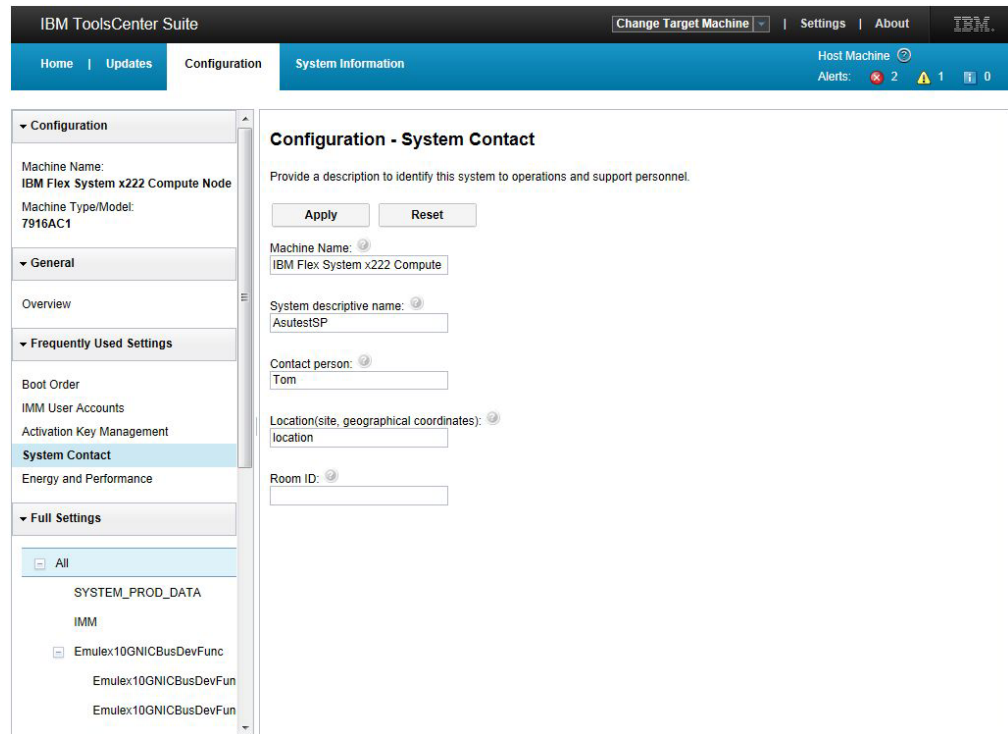 IBM ToolsCenter Suite
Change Target Machine | Settings | About
IBM.
Home | Updates Configuration System Information
Host Machine
Alerts: 2 1 0
Configuration
Machine Name:
IBM Flex System x222 Compute Node
Machine Type/Model:
7916AC1
General
Overview
Frequently Used Settings
Boot Order
IMM User Accounts
Activation Key Management
System Contact
Energy and Performance
Full Settings
All
SYSTEM_PROD_DATA
IMM
Emulex10GNICBusDevFunc
Emulex10GNICBusDevFun
Emulex10GNICBusDevFun
Configuration - System Contact
Provide a description to identify this system to operations and support personnel.
Apply Reset
Machine Name:
IBM Flex System x222 Compute
System descriptive name:
AsutestSP
Contact person:
Tom
Location(site, geographical coordinates):
location
Room ID: